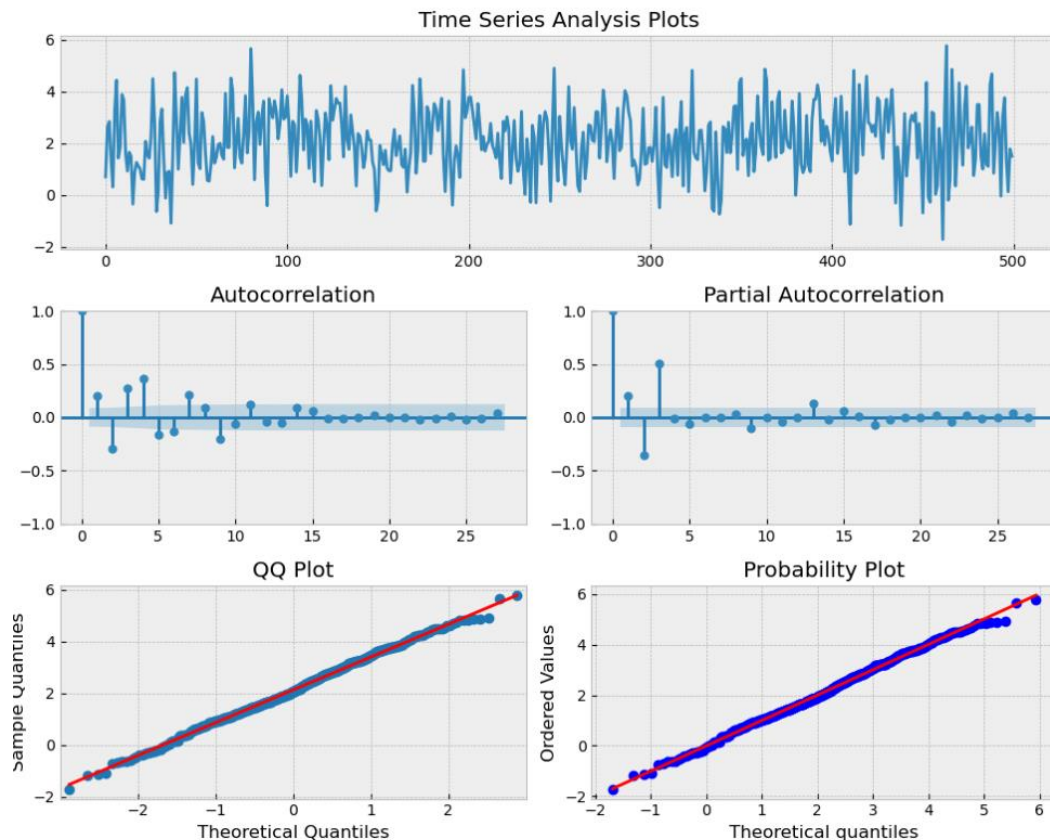 Time Series Analysis Plots
6
4
2
0
−2
0 100 200 300 400 500
Autocorrelation
1.0
0.5
0.0
−0.5
−1.0
0 5 10 15 20 25
Partial Autocorrelation
1.0
0.5
0.0
−0.5
−1.0
0 5 10 15 20 25
QQ Plot
Sample Quantiles
6
4
2
0
−2
−3 −2 −1 0 1 2
Theoretical Quantiles
Probability Plot
Ordered Values
6
4
2
0
−2
−2 −1 0 1 2 3 4 5 6
Theoretical quantiles